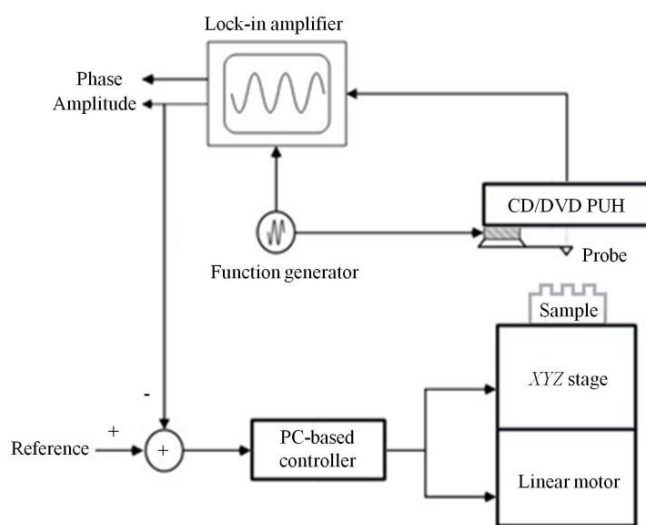 Lock-in amplifier
Phase
Amplitude
CD/DVD PUH
Function generator
Probe
Sample
XYZ stage
-
+
Reference
+
PC-based
controller
Linear motor